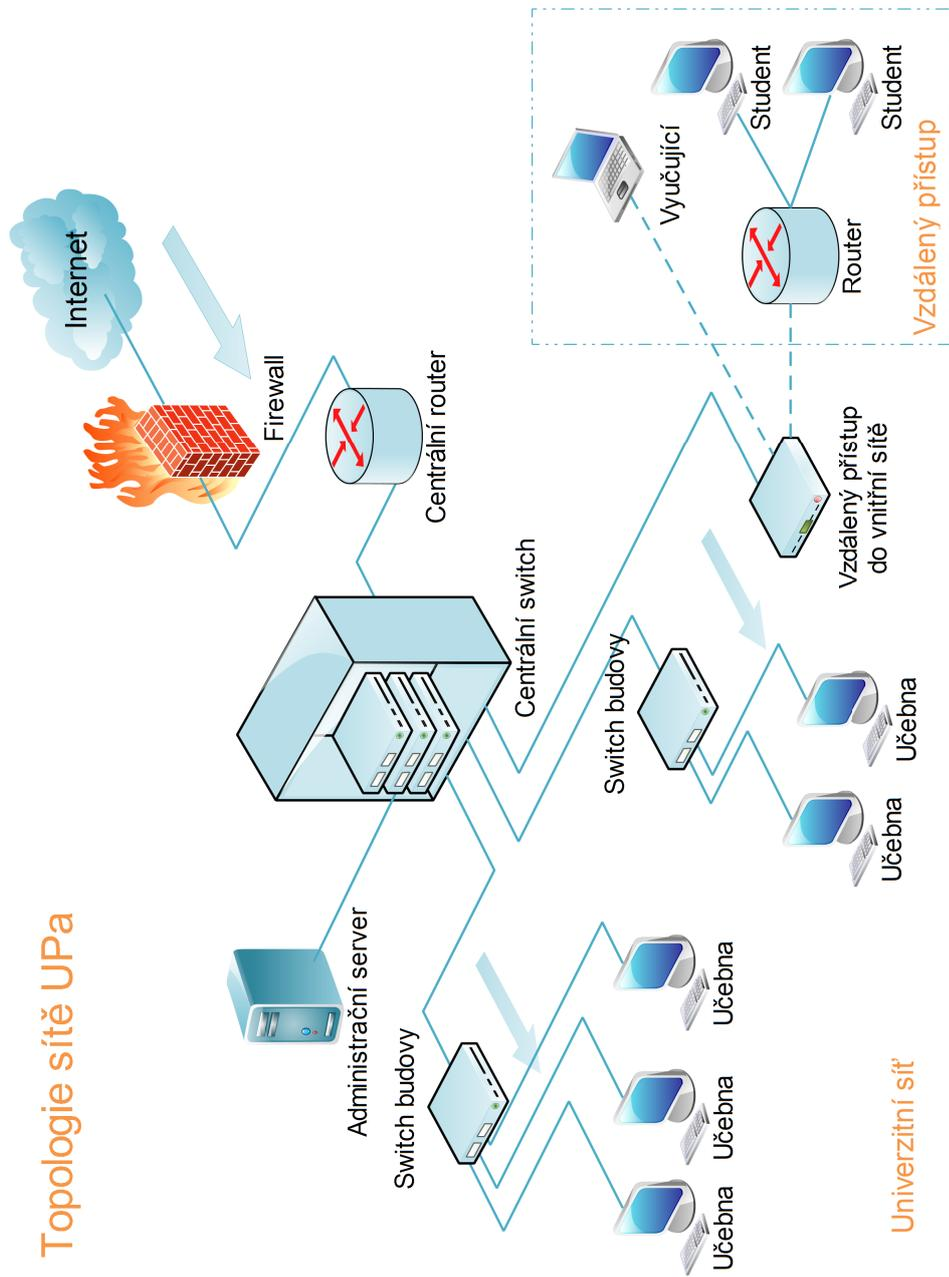 Topologie sítě UPa
Internet
Firewall
Centrální router
Administrační server
Centrální switch
Switch budovy
Switch budovy
Učebna
Učebna
Učebna
Učebna
Učebna
Vzdálený přístup
do vnitřní sítě
Vyučující
Student
Student
Router
Univerzitní síť
Vzdálený přístup